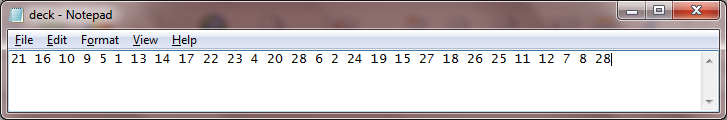 deck - Notepad
File Edit Format View Help
21 16 10 9 5 1 13 14 17 22 23 4 20 28 6 2 24 19 15 27 18 26 25 11 12 7 8 28